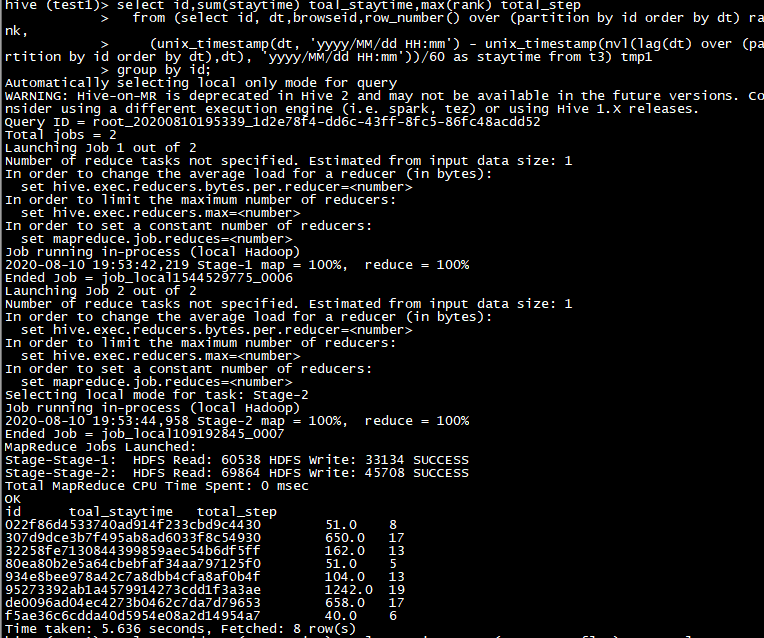 hive (test1)> select id,sum(staytime) toal_staytime,max(rank) total_step
            >   from (select id, dt,browseid,row_number() over (partition by id order by dt) ra
nk,
            >     (unix_timestamp(dt, 'yyyy/MM/dd HH:mm') - unix_timestamp(nvl(lag(dt) over (pa
rtition by id order by dt),dt), 'yyyy/MM/dd HH:mm'))/60 as staytime from t3) tmp1
            > group by id;
Automatically selecting local only mode for query
WARNING: Hive-on-MR is deprecated in Hive 2 and may not be available in the future versions. Co
nsider using a different execution engine (i.e. spark, tez) or using Hive 1.X releases.
Query ID = root_20200810195339_1d2e78f4-dd6c-43ff-8fc5-86fc48acdd52
Total jobs = 2
Launching Job 1 out of 2
Number of reduce tasks not specified. Estimated from input data size: 1
In order to change the average load for a reducer (in bytes):
  set hive.exec.reducers.bytes.per.reducer=<number>
In order to limit the maximum number of reducers:
  set hive.exec.reducers.max=<number>
In order to set a constant number of reducers:
  set mapreduce.job.reduces=<number>
Job running in-process (local Hadoop)
2020-08-10 19:53:42,219 Stage-1 map = 100%,  reduce = 100%
Ended Job = job_local1544529775_0006
Launching Job 2 out of 2
Number of reduce tasks not specified. Estimated from input data size: 1
In order to change the average load for a reducer (in bytes):
  set hive.exec.reducers.bytes.per.reducer=<number>
In order to limit the maximum number of reducers:
  set hive.exec.reducers.max=<number>
In order to set a constant number of reducers:
  set mapreduce.job.reduces=<number>
Selecting local mode for task: Stage-2
Job running in-process (local Hadoop)
2020-08-10 19:53:44,958 Stage-2 map = 100%,  reduce = 100%
Ended Job = job_local109192845_0007
MapReduce Jobs Launched:
Stage-Stage-1:  HDFS Read: 60538 HDFS Write: 33134 SUCCESS
Stage-Stage-2:  HDFS Read: 69864 HDFS Write: 45708 SUCCESS
Total MapReduce CPU Time Spent: 0 msec
OK
id      toal_staytime   total_step
022f86d4533740ad914f233cbd9c4430        51.0    8
307d9dce3b7f495ab8ad6033f8c54930        650.0   17
32258fe7130844399859aec54b6df5ff        162.0   13
80ea80b2e5a64cbebfaf34aa797125f0        51.0    5
934e8bee978a42c7a8dbb4cfa8af0b4f        104.0   13
95273392ab1a4579914273cdd1f3a3ae        1242.0  19
de0096ad04ec4273b0462c7da7d79653        658.0   17
f5ae36c6cdda40d5954e08a2d14954a7        40.0    6
Time taken: 5.636 seconds, Fetched: 8 row(s)